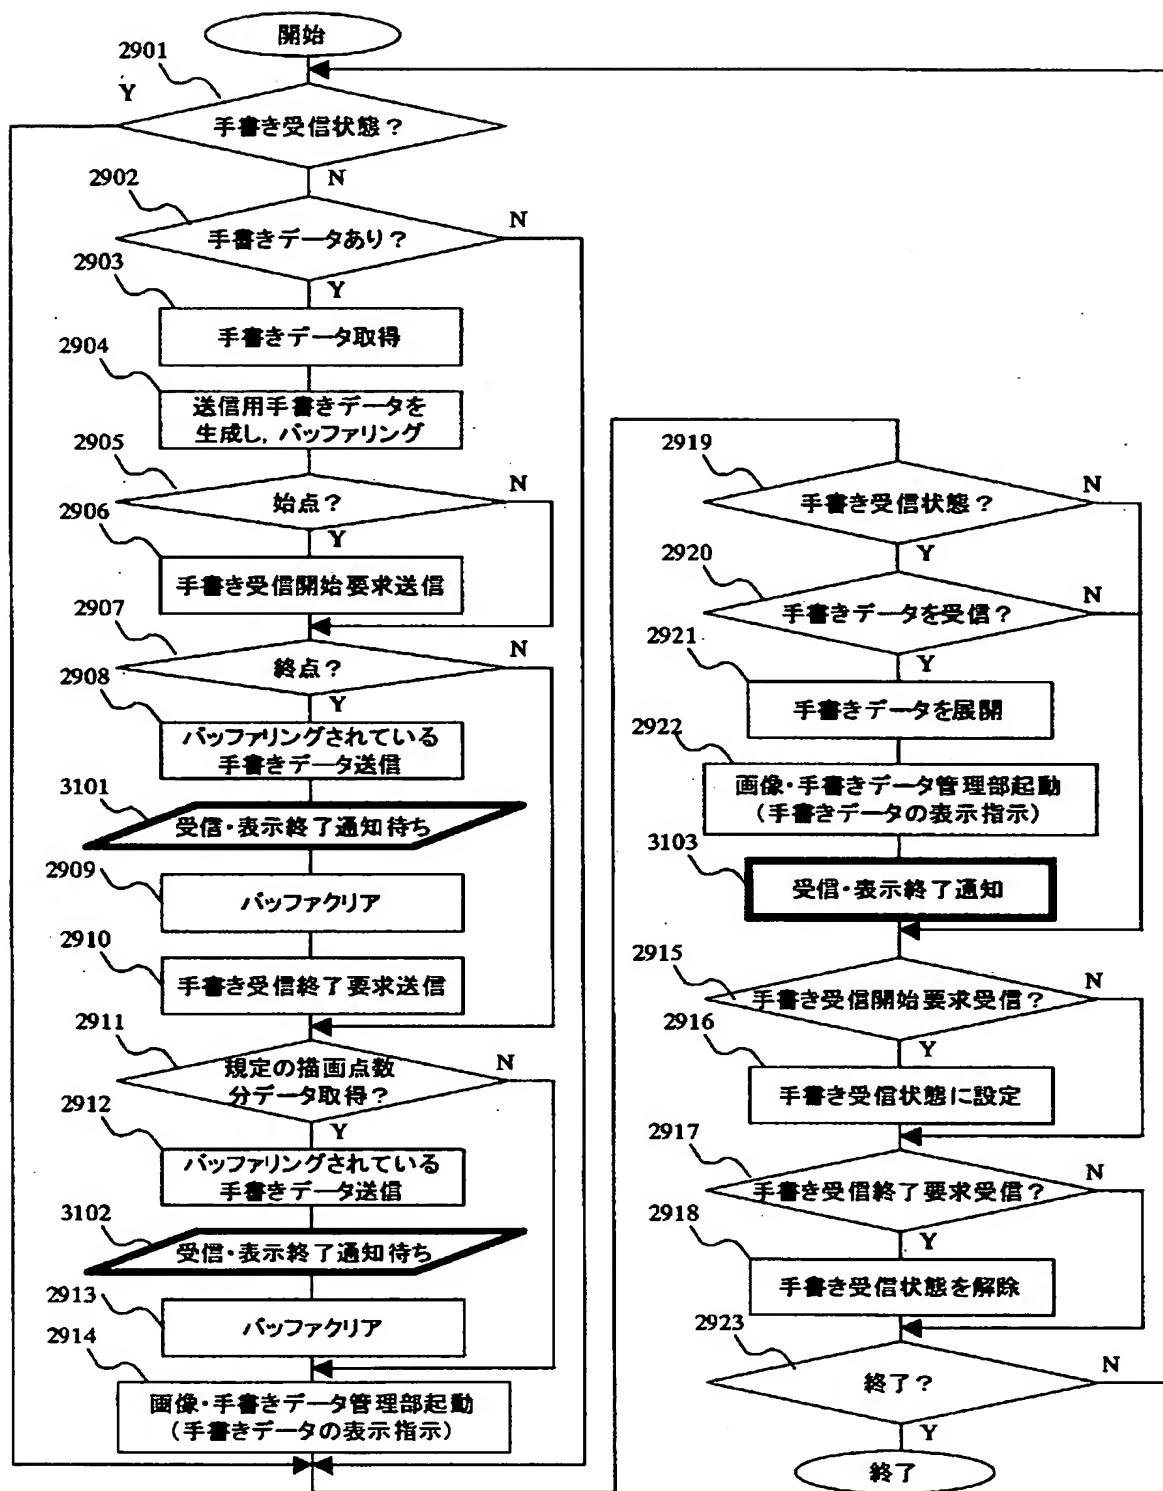 開始
2901
Y
手書き受信状態？
N
2902
N
手書きデータあり？
2903
Y
手書きデータ取得
2904
送信用手書きデータを
生成し，バッファリング
2905
N
始点？
2906
Y
手書き受信開始要求送信
2907
N
終点？
2908
Y
バッファリングされている
手書きデータ送信
3101
受信・表示終了通知待ち
2909
バッファクリア
2910
手書き受信終了要求送信
2911
N
規定の描画点数
分データ取得？
2912
Y
バッファリングされている
手書きデータ送信
3102
受信・表示終了通知待ち
2913
バッファクリア
2914
画像・手書きデータ管理部起動
（手書きデータの表示指示）
2919
N
手書き受信状態？
2920
Y
N
手書きデータを受信？
2921
Y
手書きデータを展開
2922
画像・手書きデータ管理部起動
（手書きデータの表示指示）
3103
受信・表示終了通知
2915
N
手書き受信開始要求受信？
2916
Y
手書き受信状態に設定
2917
N
手書き受信終了要求受信？
2918
Y
手書き受信状態を解除
2923
N
終了？
Y
終了